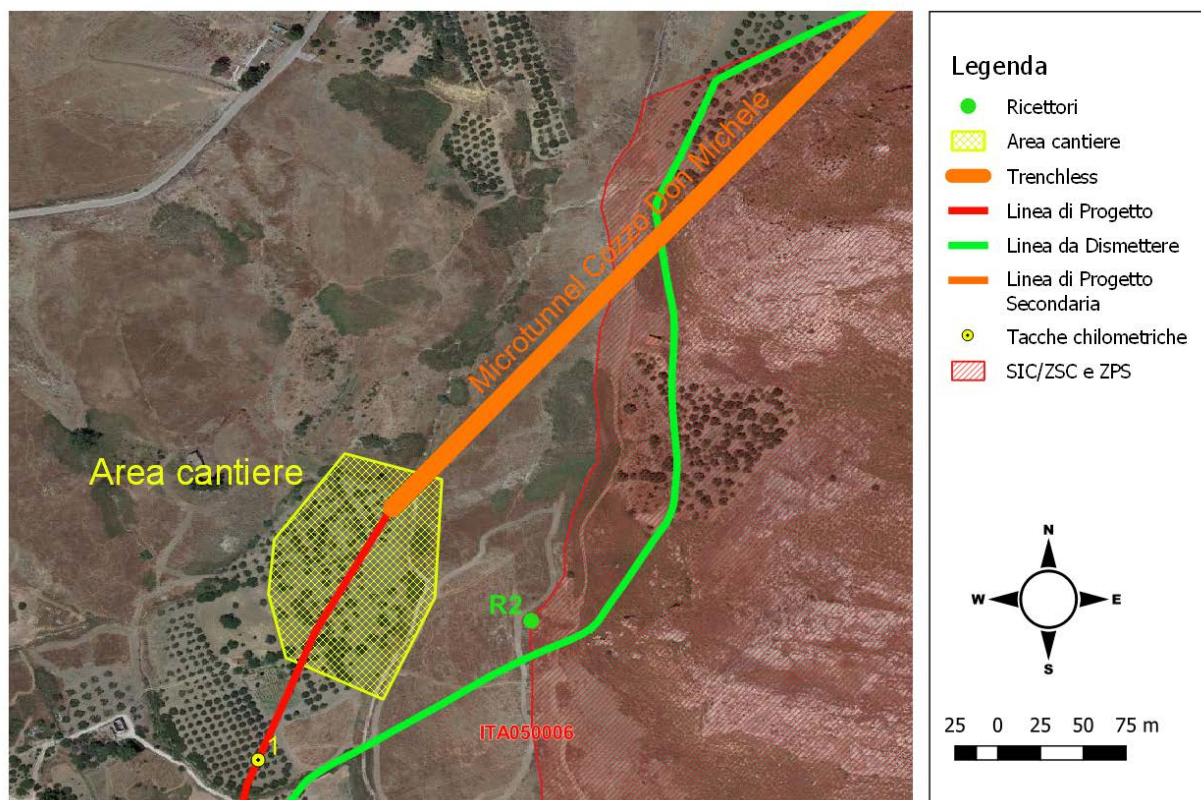 Microtunnel Cozzo Don Michele
Area cantiere
R2
ITA050006
1
Legenda
Ricettori
Area cantiere
Trenchless
Linea di Progetto
Linea da Dismettere
Linea di Progetto
Secondaria
Tacche chilometriche
SIC/ZSC e ZPS
N
W E
S
25 0 25 50 75 m